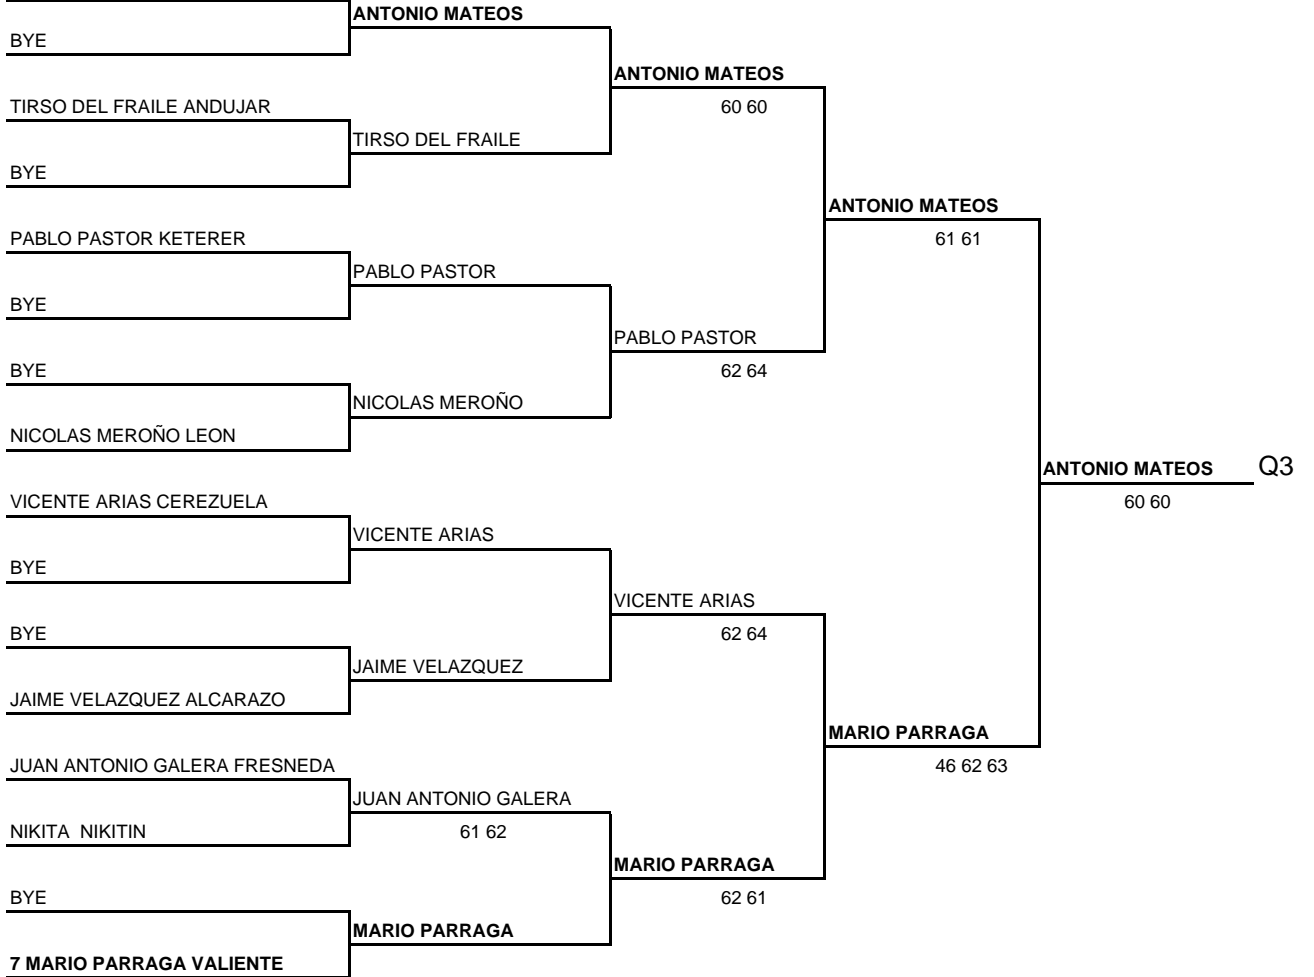 ANTONIO MATEOS
BYE
ANTONIO MATEOS
TIRSO DEL FRAILE ANDUJAR
60 60
TIRSO DEL FRAILE
BYE
ANTONIO MATEOS
PABLO PASTOR KETERER
61 61
PABLO PASTOR
BYE
PABLO PASTOR
BYE
62 64
NICOLAS MEROÑO
NICOLAS MEROÑO LEON
ANTONIO MATEOS Q3
VICENTE ARIAS CEREZUELA
60 60
VICENTE ARIAS
BYE
VICENTE ARIAS
BYE
62 64
JAIME VELAZQUEZ
JAIME VELAZQUEZ ALCARAZO
MARIO PARRAGA
JUAN ANTONIO GALERA FRESNEDA
46 62 63
JUAN ANTONIO GALERA
NIKITA NIKITIN
61 62
MARIO PARRAGA
BYE
62 61
MARIO PARRAGA
7 MARIO PARRAGA VALIENTE